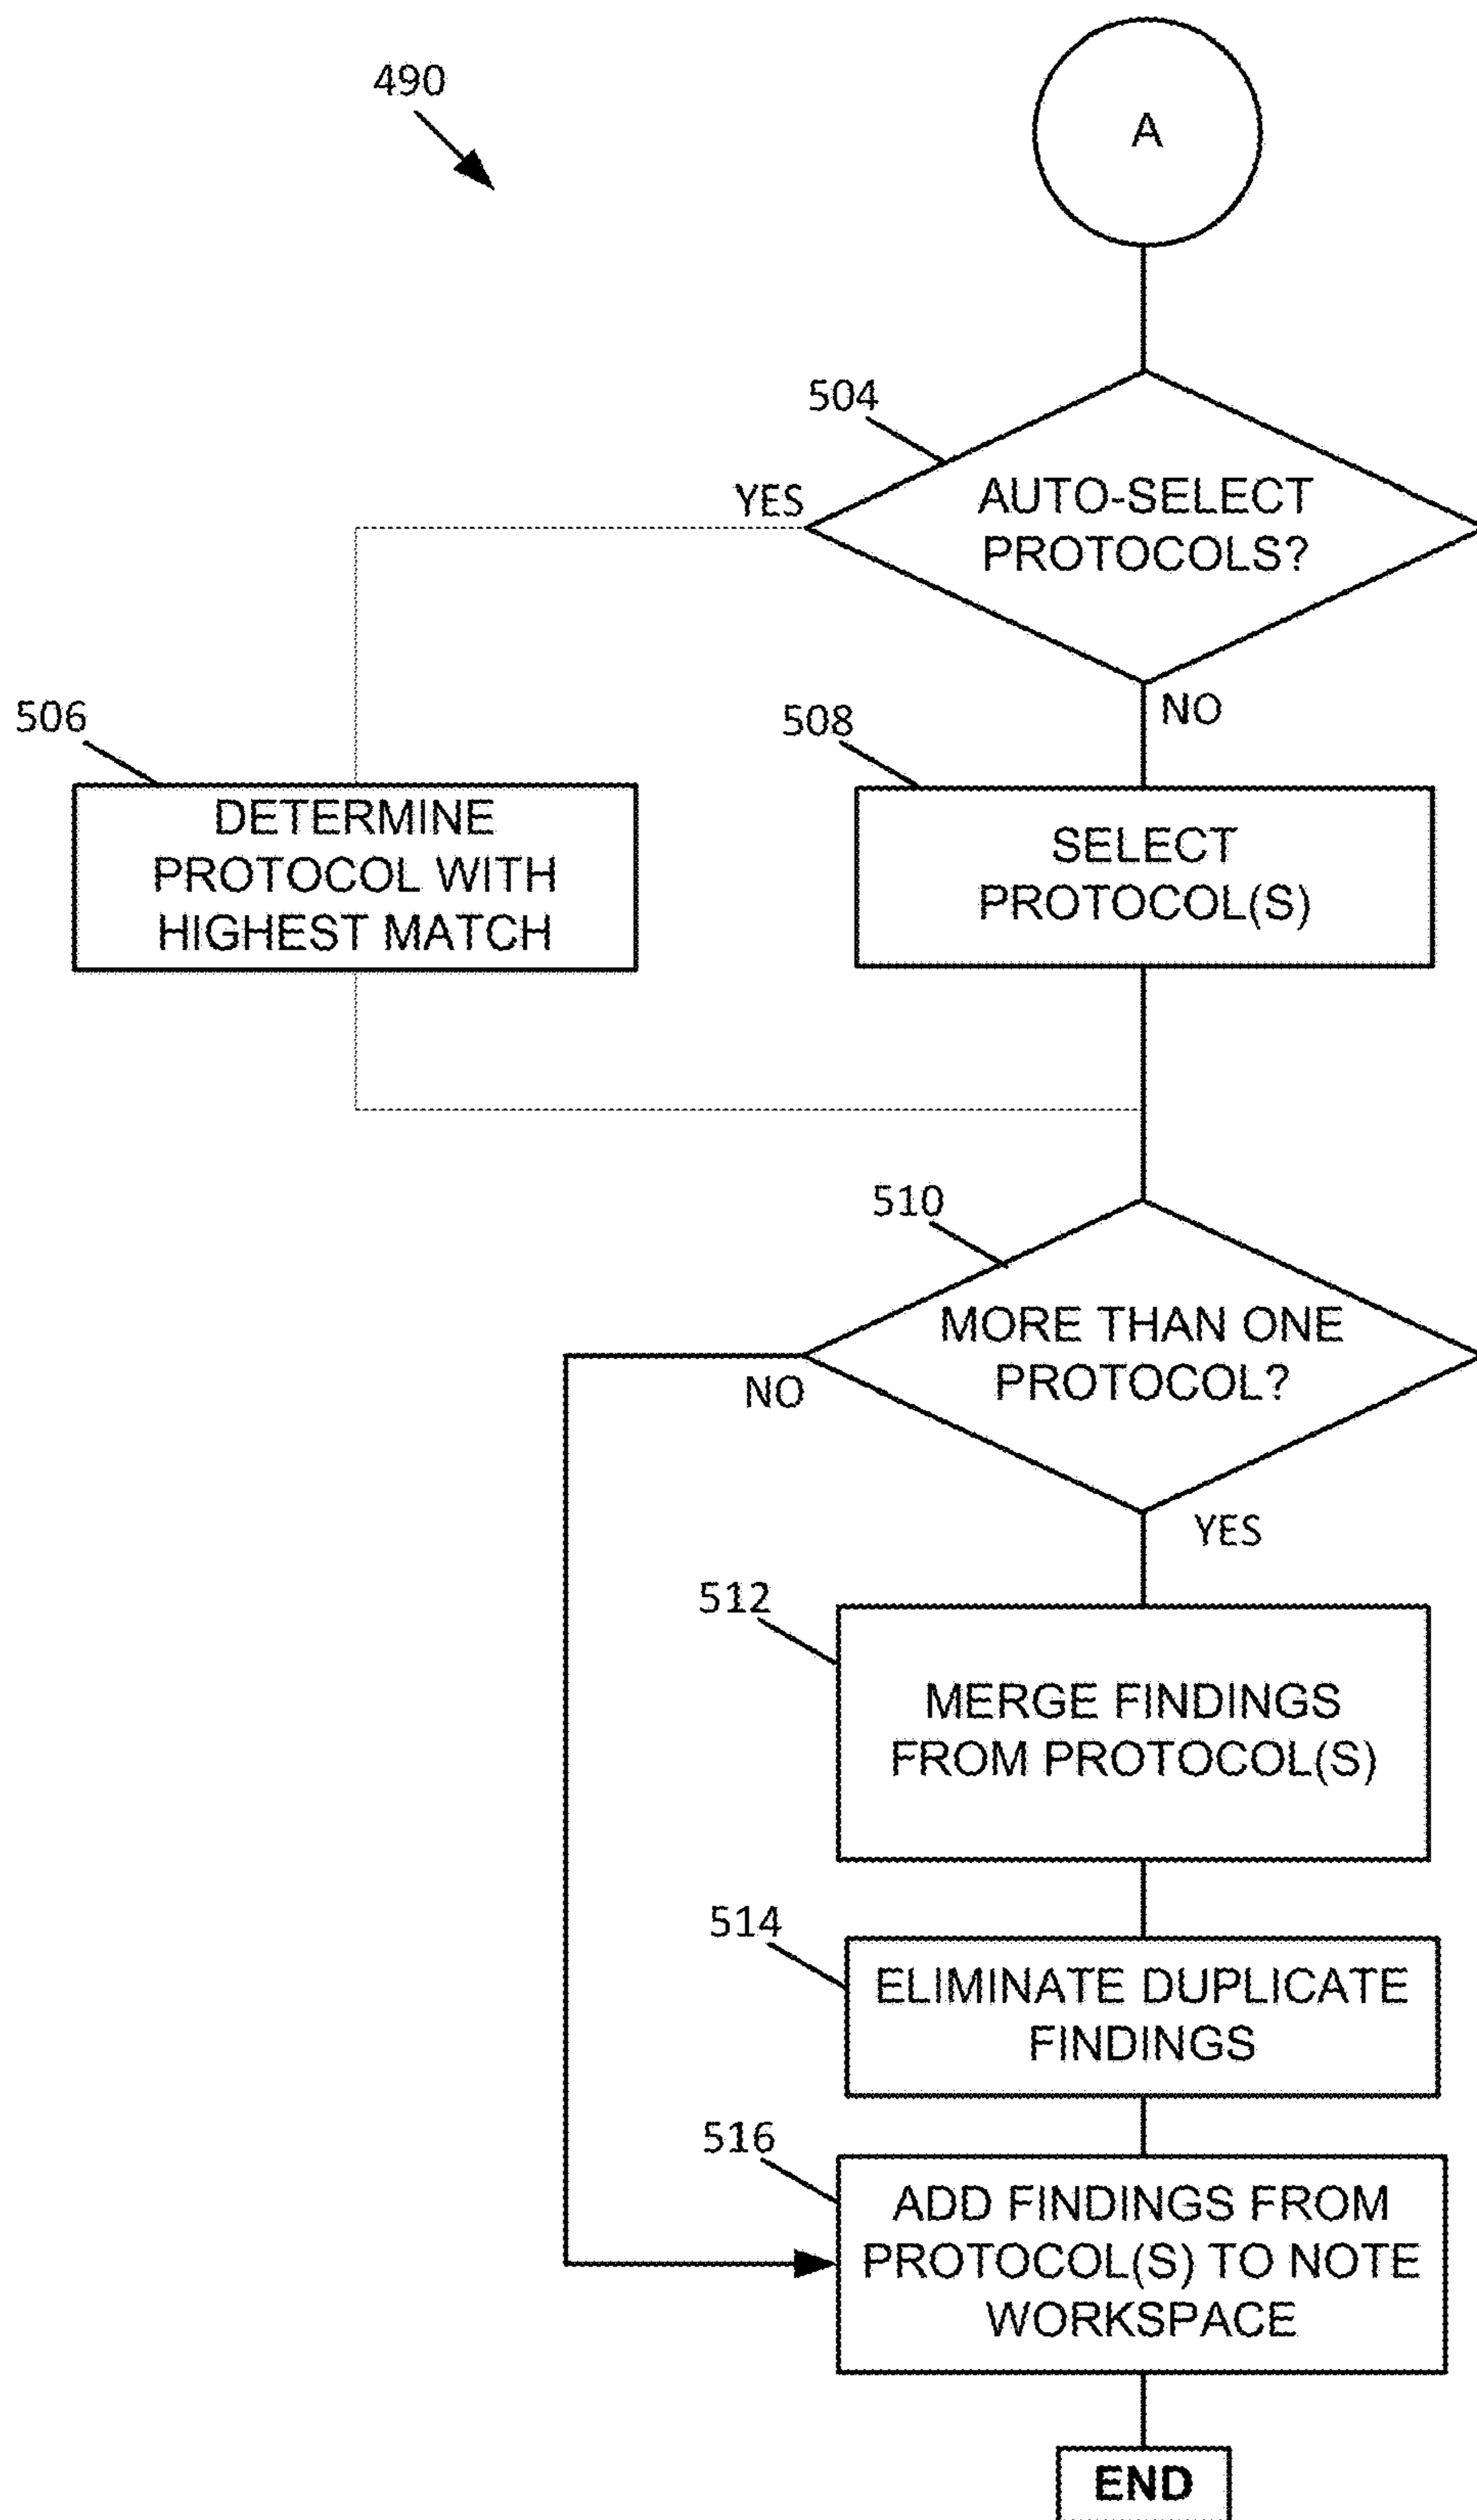 490
A
504
YES
AUTO-SELECT
PROTOCOLS?
NO
506
508
DETERMINE
PROTOCOL WITH
HIGHEST MATCH
SELECT
PROTOCOL(S)
510
MORE THAN ONE
PROTOCOL?
NO
YES
512
MERGE FINDINGS
FROM PROTOCOL(S)
514
ELIMINATE DUPLICATE
FINDINGS
516
ADD FINDINGS FROM
PROTOCOL(S) TO NOTE
WORKSPACE
END